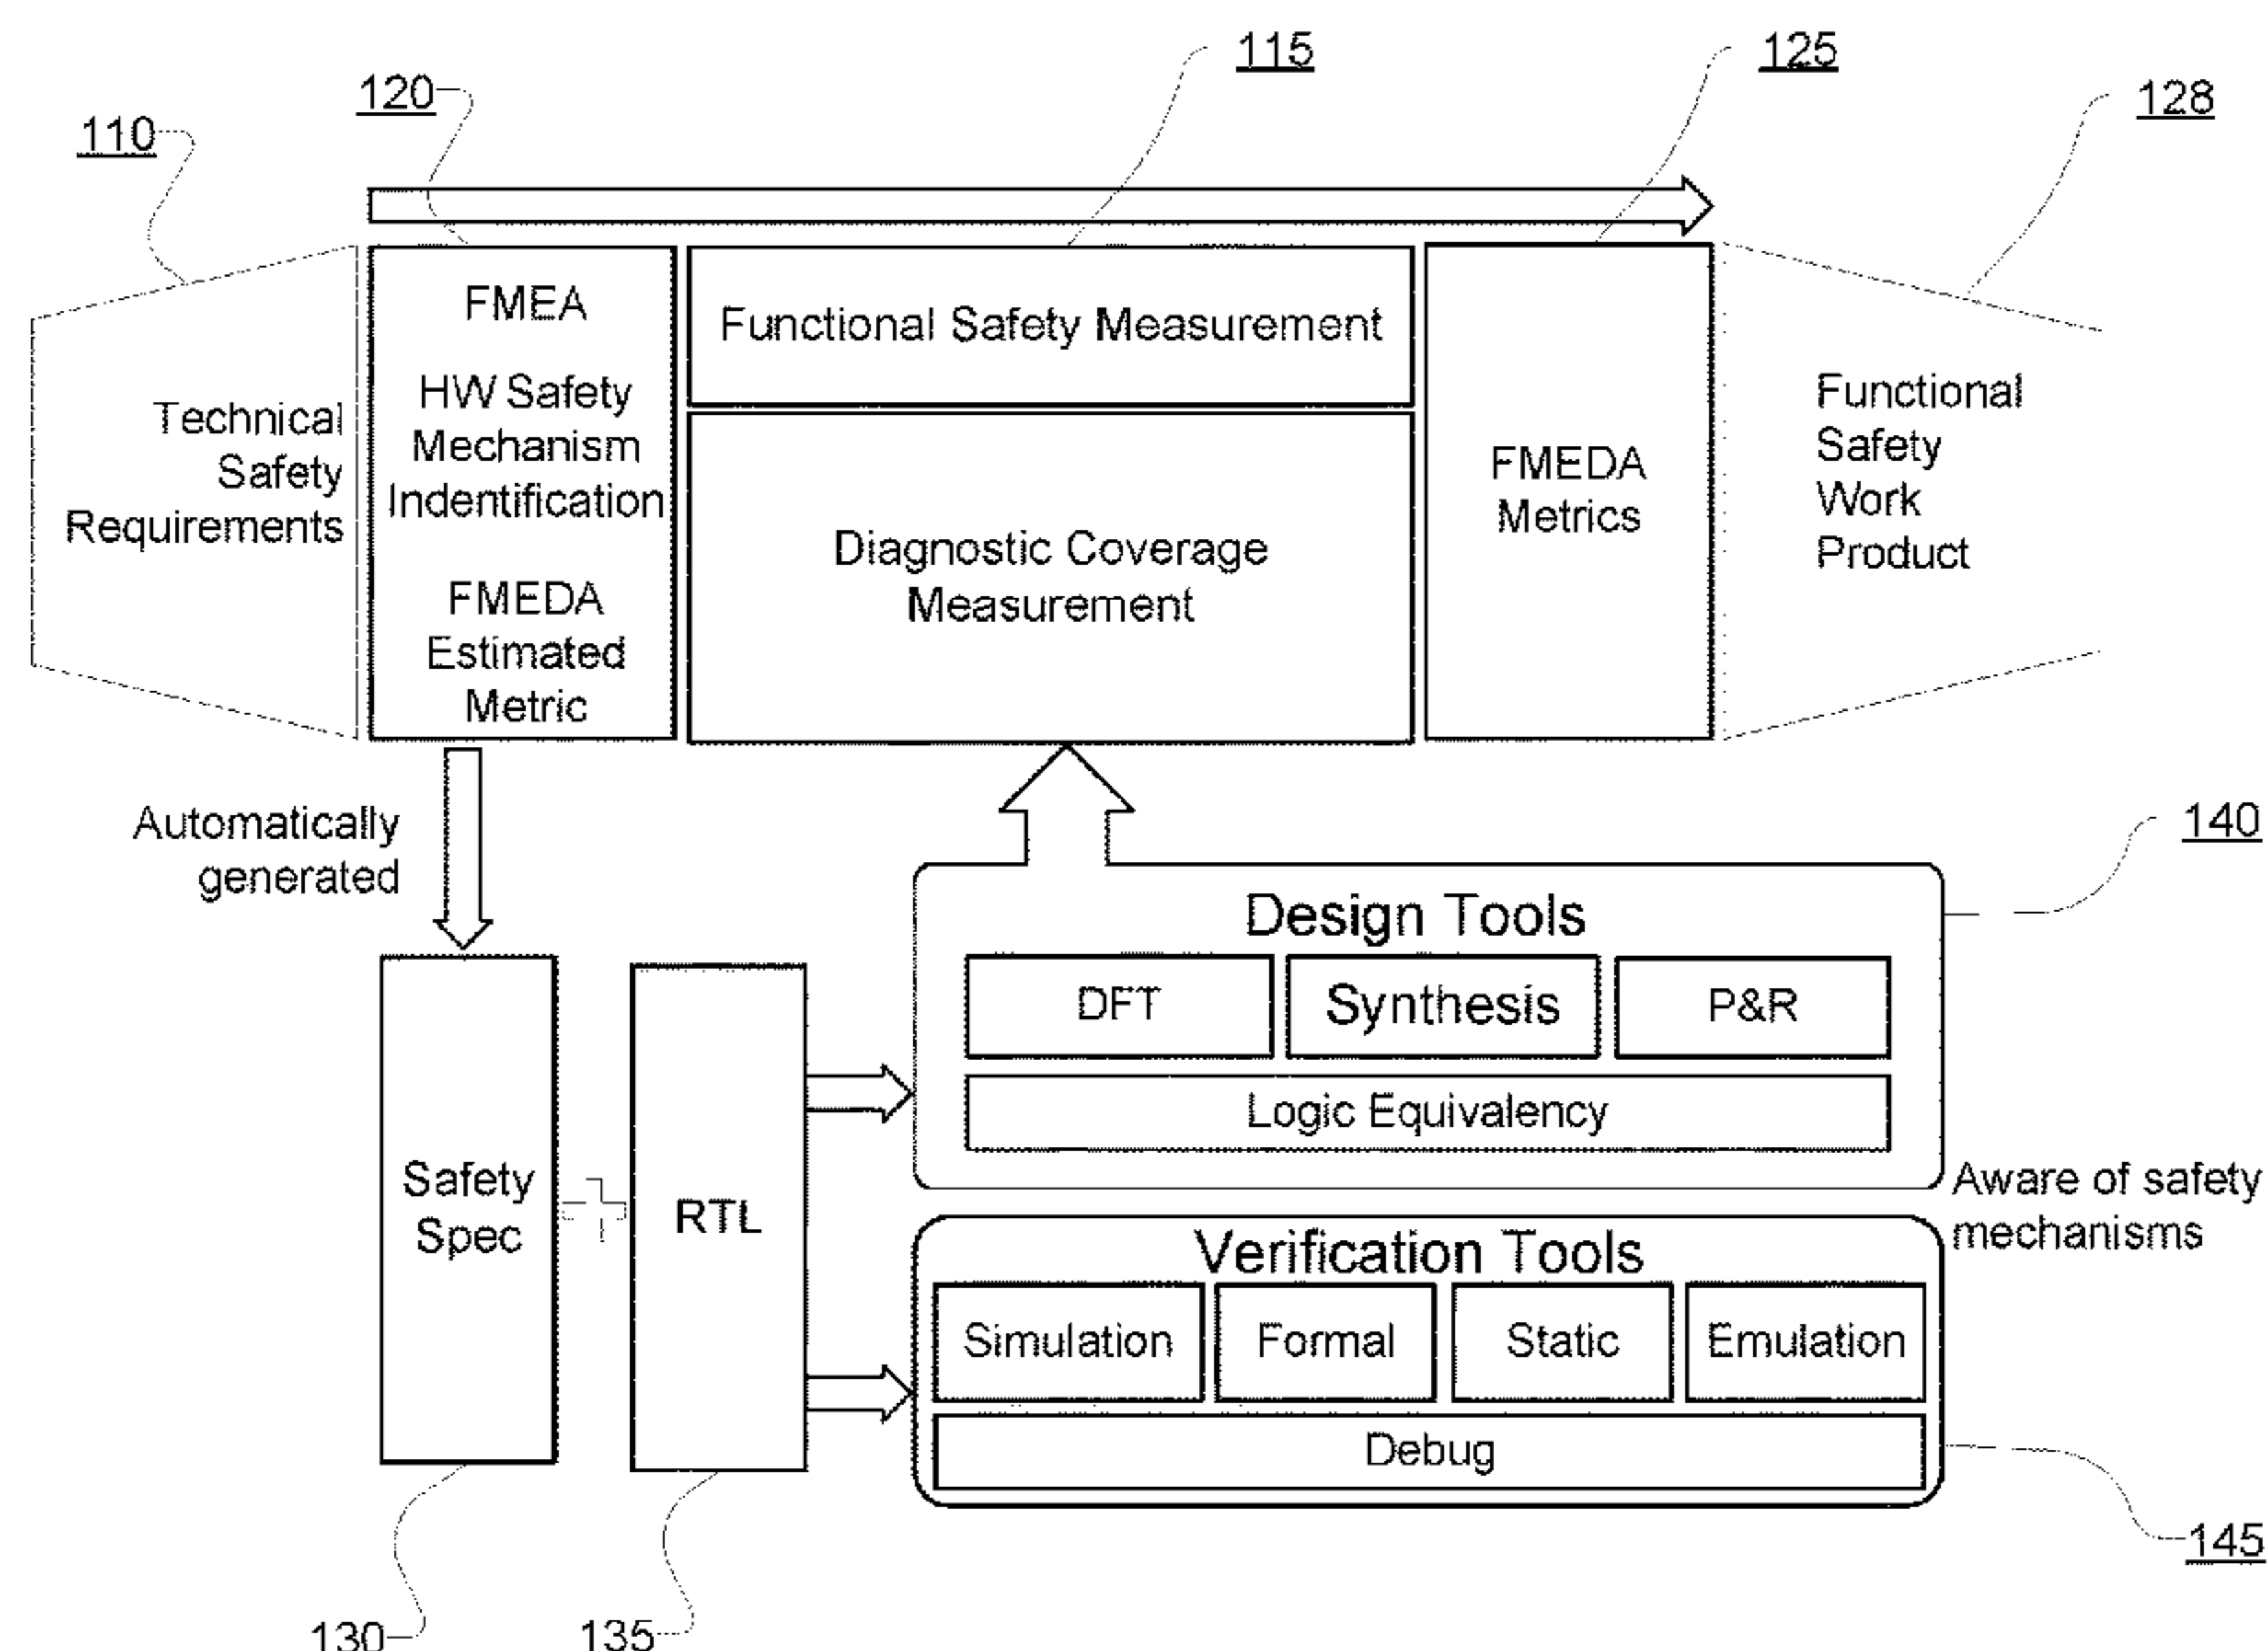 115
125
120
128
110
FMEA
HW Safety
Mechanism
Indentification
FMEDA
Estimated
Metric
Functional Safety Measurement
Diagnostic Coverage
Measurement
FMEDA
Metrics
Technical
Safety
Requirements
Functional
Safety
Work
Product
Automatically
generated
140
Design Tools
DFT
Synthesis
P&R
Logic Equivalency
Safety
Spec
+
RTL
Aware of safety
mechanisms
Verification Tools
Simulation
Formal
Static
Emulation
Debug
145
130
135